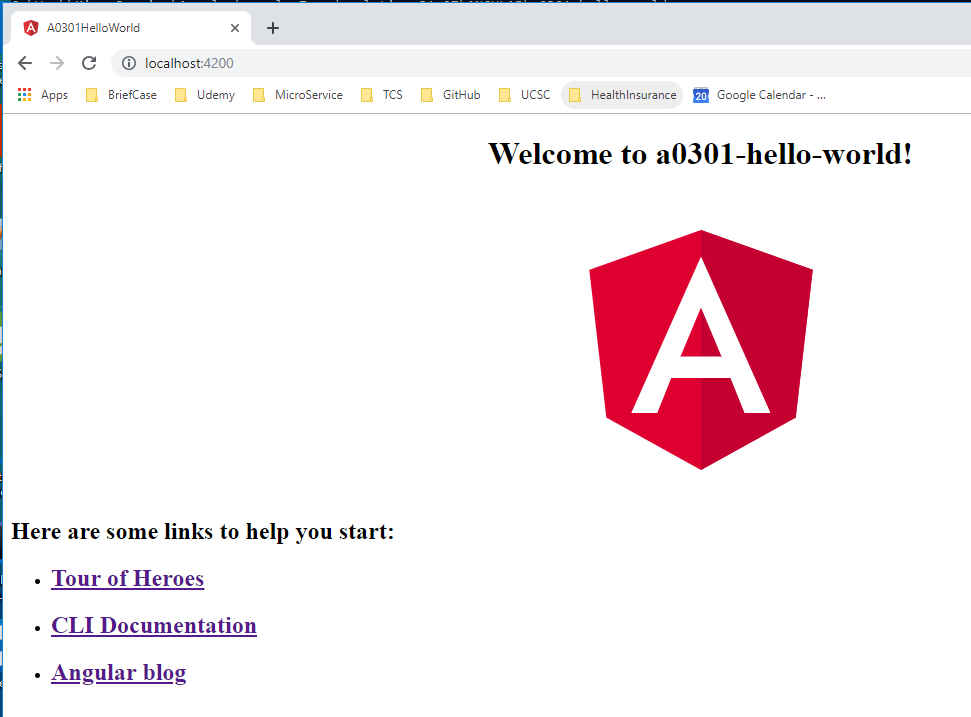 A0301HelloWorld
localhost:4200
Apps BriefCase Udemy MicroService TCS GitHub UCSC HealthInsurance 20 Google Calendar - ...
Welcome to a0301-hello-world!
A
Here are some links to help you start:
Tour of Heroes
CLI Documentation
Angular blog